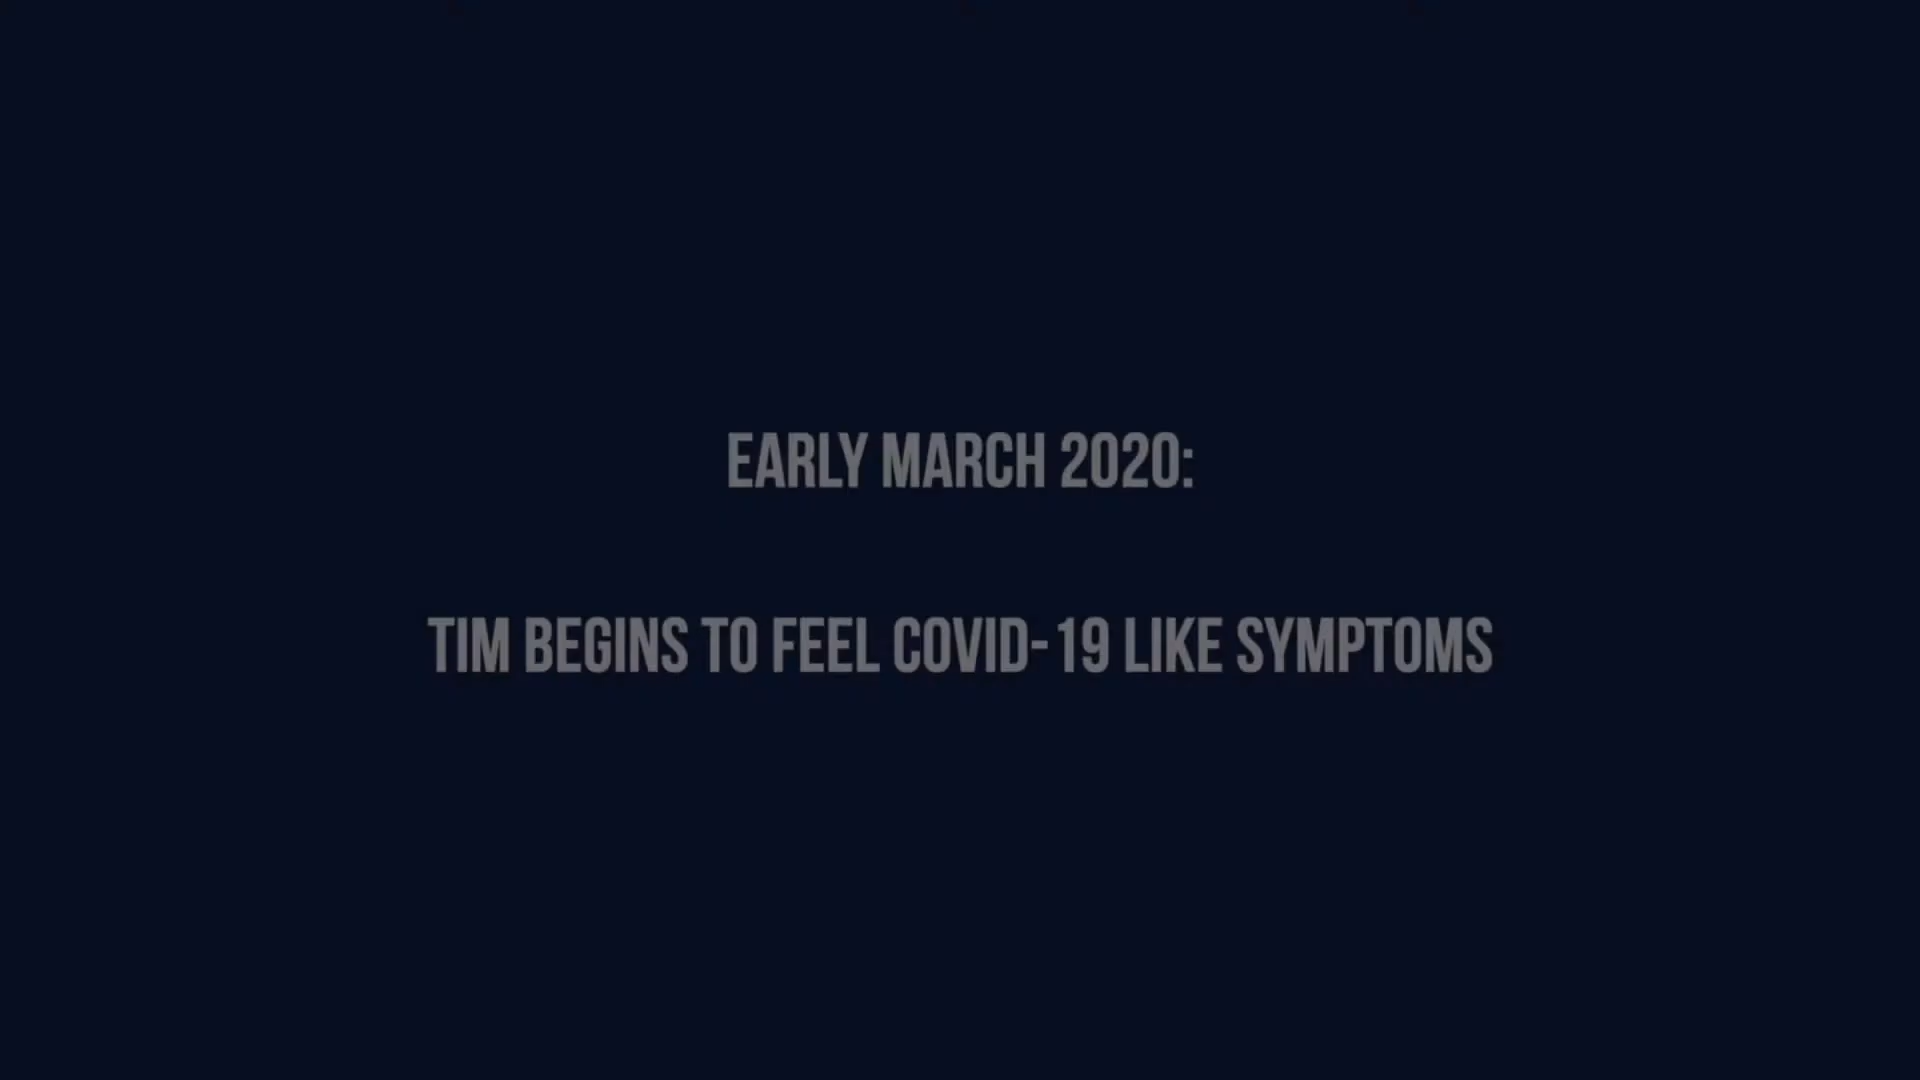 EARLY MARCH 2020:
TIM BEGINS TO FEEL COVID-19 LIKE SYMPTOMS